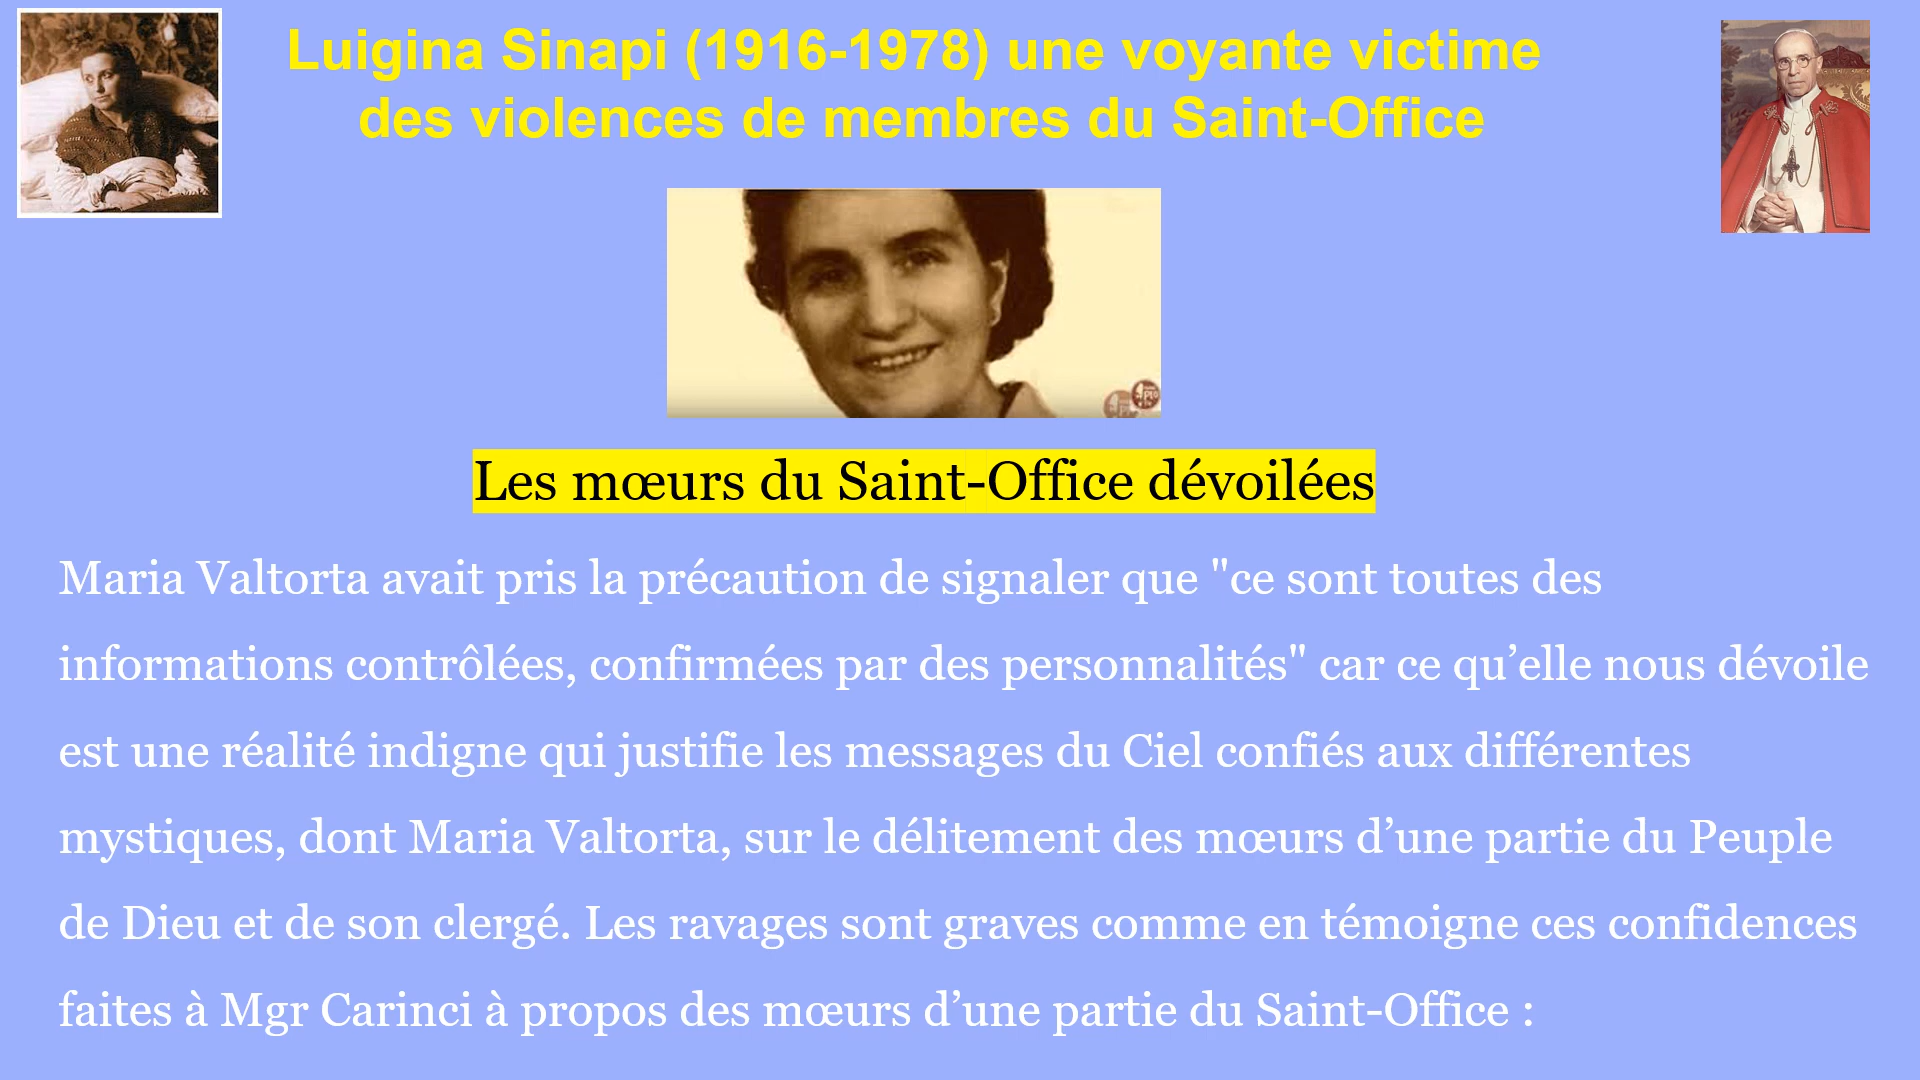 Luigina Sinapi (1916-1978) une voyante victime
des violences de membres du Saint-Office
Les mœurs du Saint-Office dévoilées
Maria Valtorta avait pris la précaution de signaler que "ce sont toutes des
informations contrôlées, confirmées par des personnalités" car ce qu’elle nous dévoile
est une réalité indigne qui justifie les messages du Ciel confiés aux différentes
mystiques, dont Maria Valtorta, sur le délitement des mœurs d’une partie du Peuple
de Dieu et de son clergé. Les ravages sont graves comme en témoigne ces confidences
faites à Mgr Carinci à propos des mœurs d’une partie du Saint-Office :